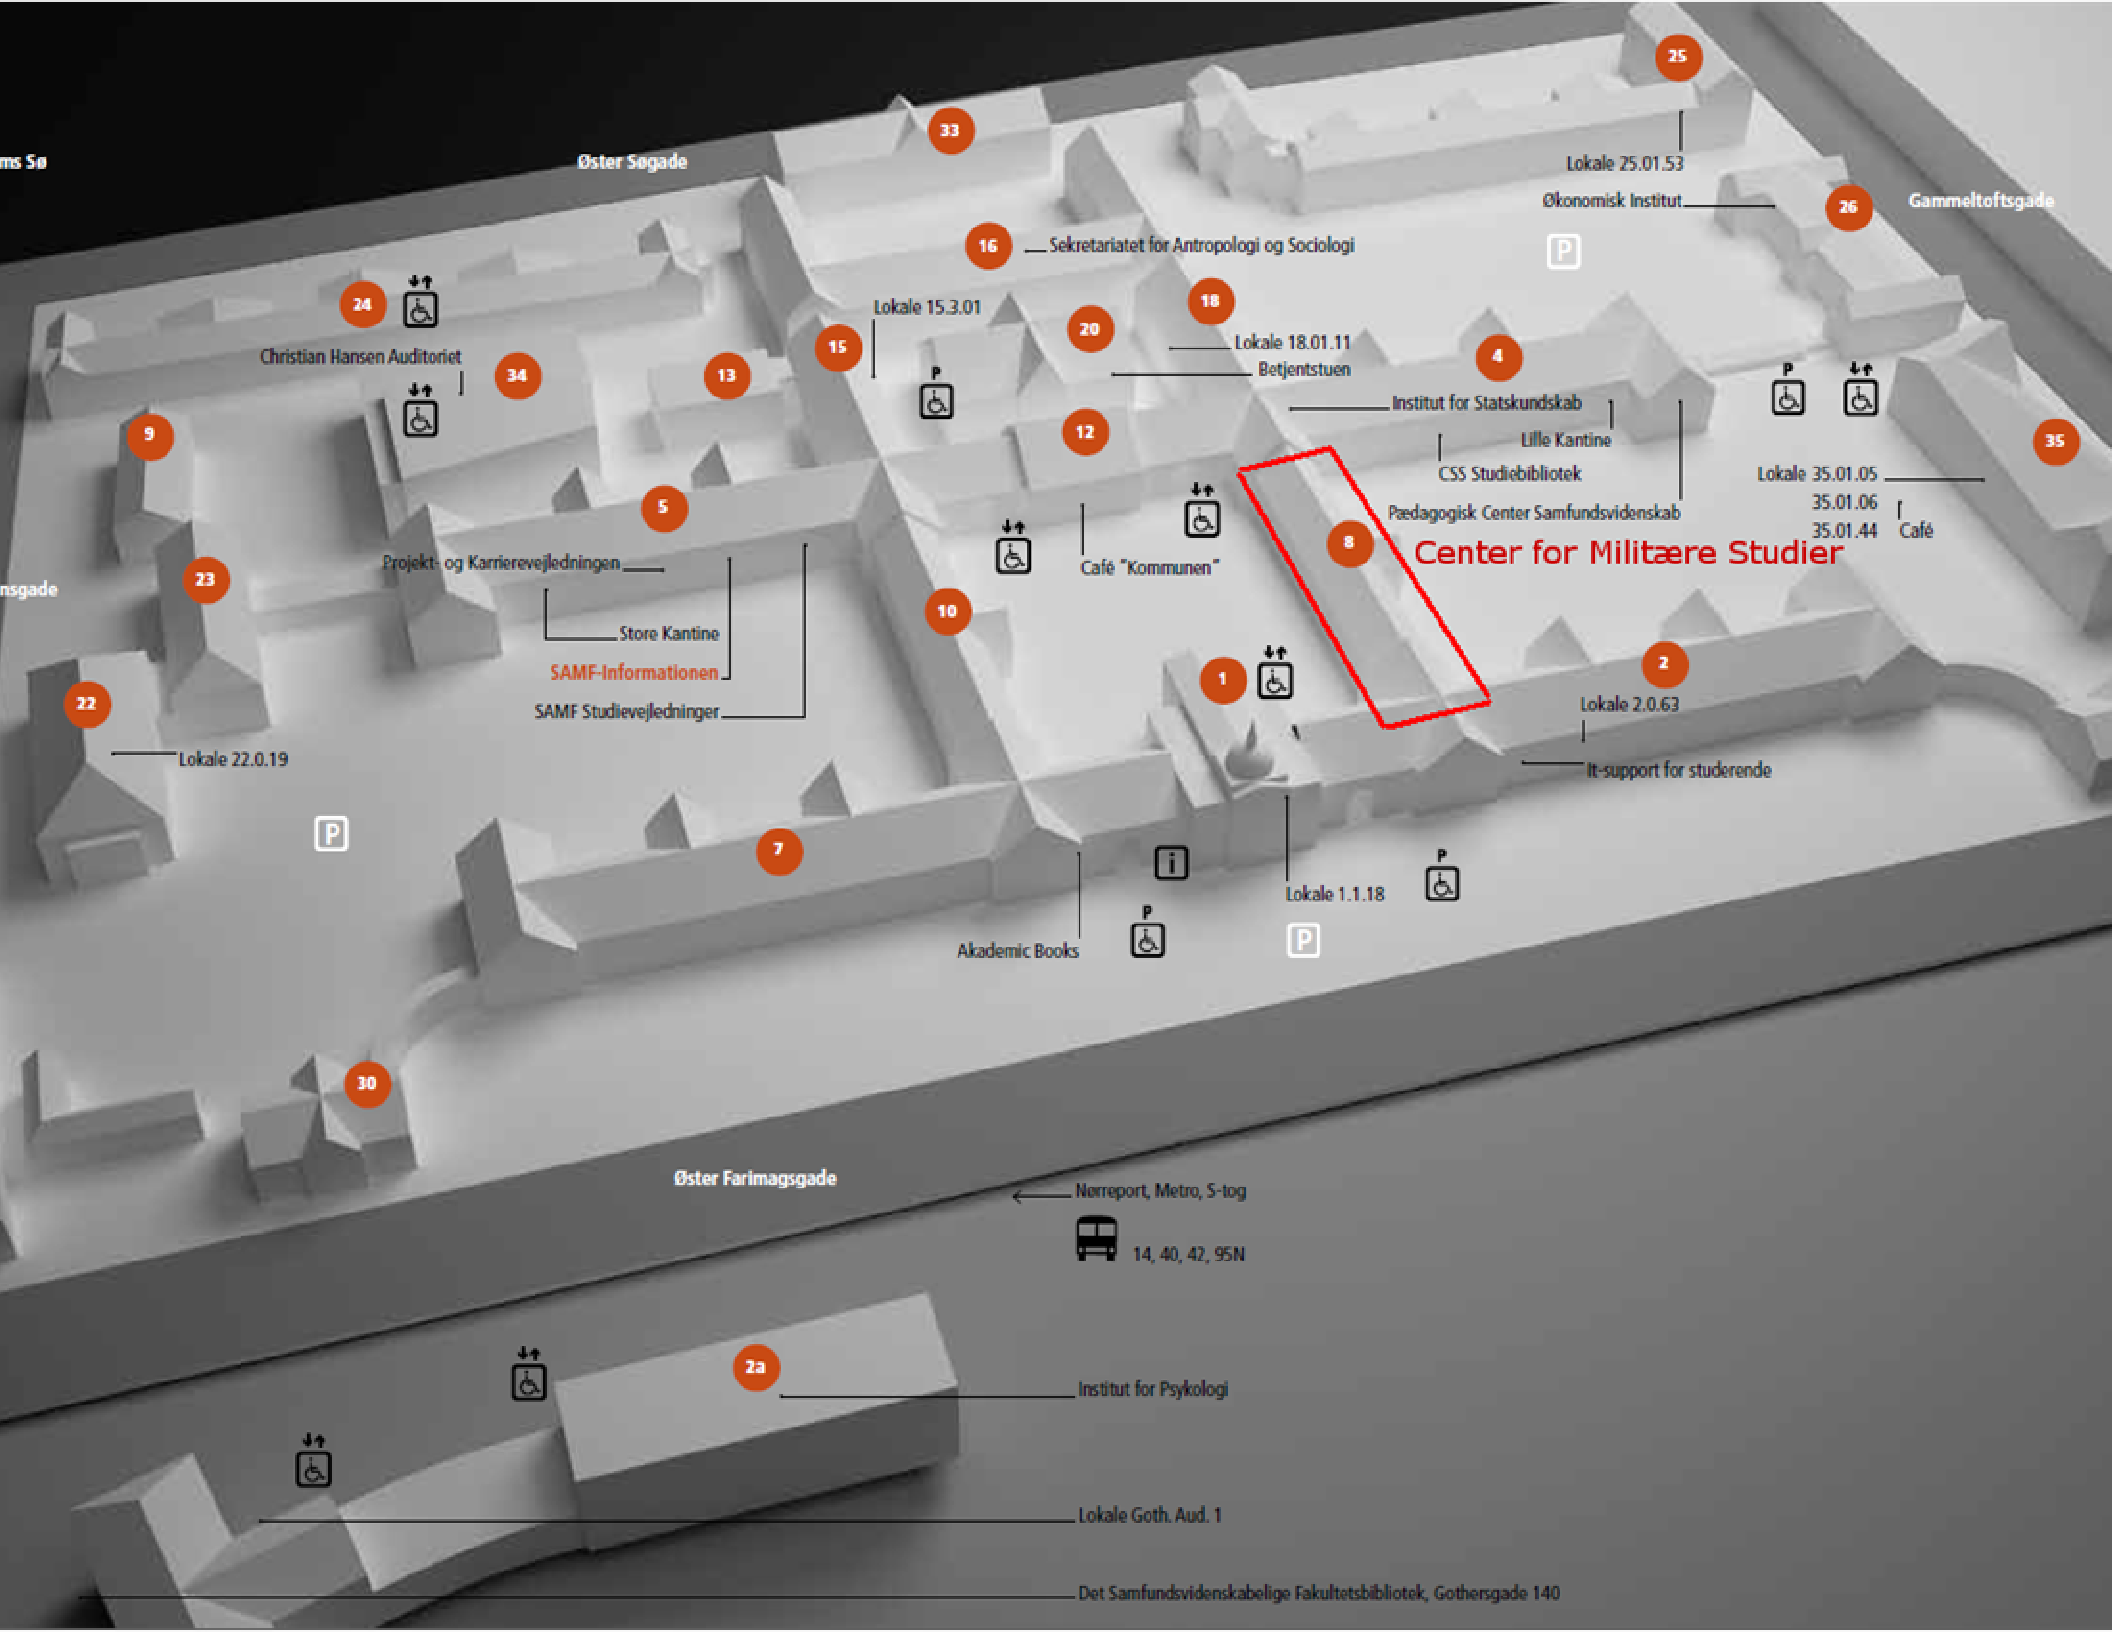 25
33
ms Sø
Øster Søgade
Lokale 25.01.53
Økonomisk Institut
26
Gammeltoftsgade
16
Sekretariatet for Antropologi og Sociologi
P
24
Lokale 15.3.01
18
20
Lokale 18.01.11
15
Christian Hansen Auditoriet
4
Betjentstuen
34
13
P
P
Institut for Statskundskab
9
12
Lille Kantine
35
CSS Studiebibliotek
Lokale 35.01.05
5
35.01.06
Pædagogisk Center Samfundsvidenskab
35.01.44
Café
8
Center for Militære Studier
Projekt- og Karrierevejledningen
Café "Kommunen"
23
nsgade
10
Store Kantine
2
SAMF-Informationen
1
22
SAMF Studievejledninger
Lokale 2.0.63
Lokale 22.0.19
It-support for studerende
P
7
i
P
Lokale 1.1.18
P
Akademic Books
P
30
Øster Farimagsgade
Nørreport, Metro, S-tog
14, 40, 42, 95N
2a
Institut for Psykologi
Lokale Goth. Aud. 1
Det Samfundsvidenskabelige Fakultetsbibliotek, Gothersgade 140